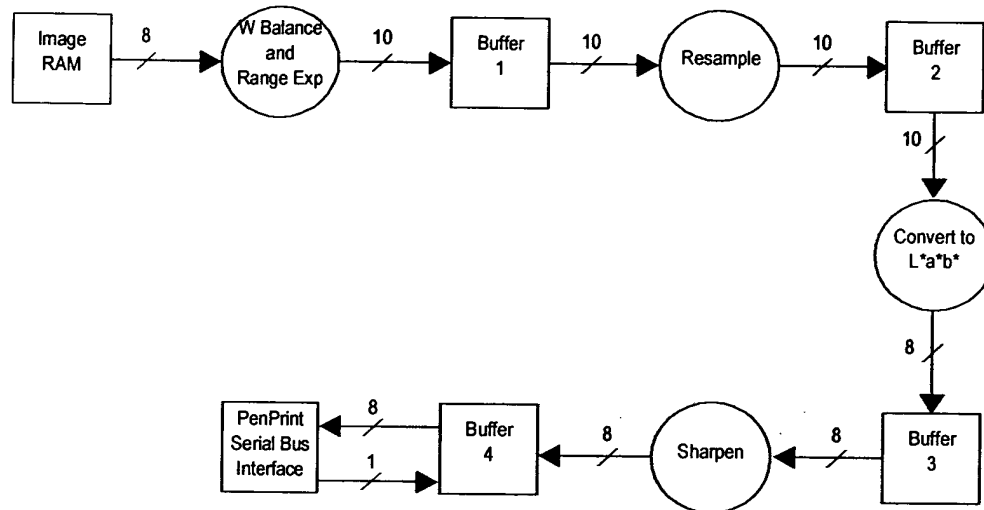 Image
RAM
8
W Balance
and
Range Exp
10
Buffer
1
10
Resample
10
Buffer
2
10
Convert to
L*a*b*
8
Buffer
3
8
Sharpen
8
Buffer
4
8
1
PenPrint
Serial Bus
Interface